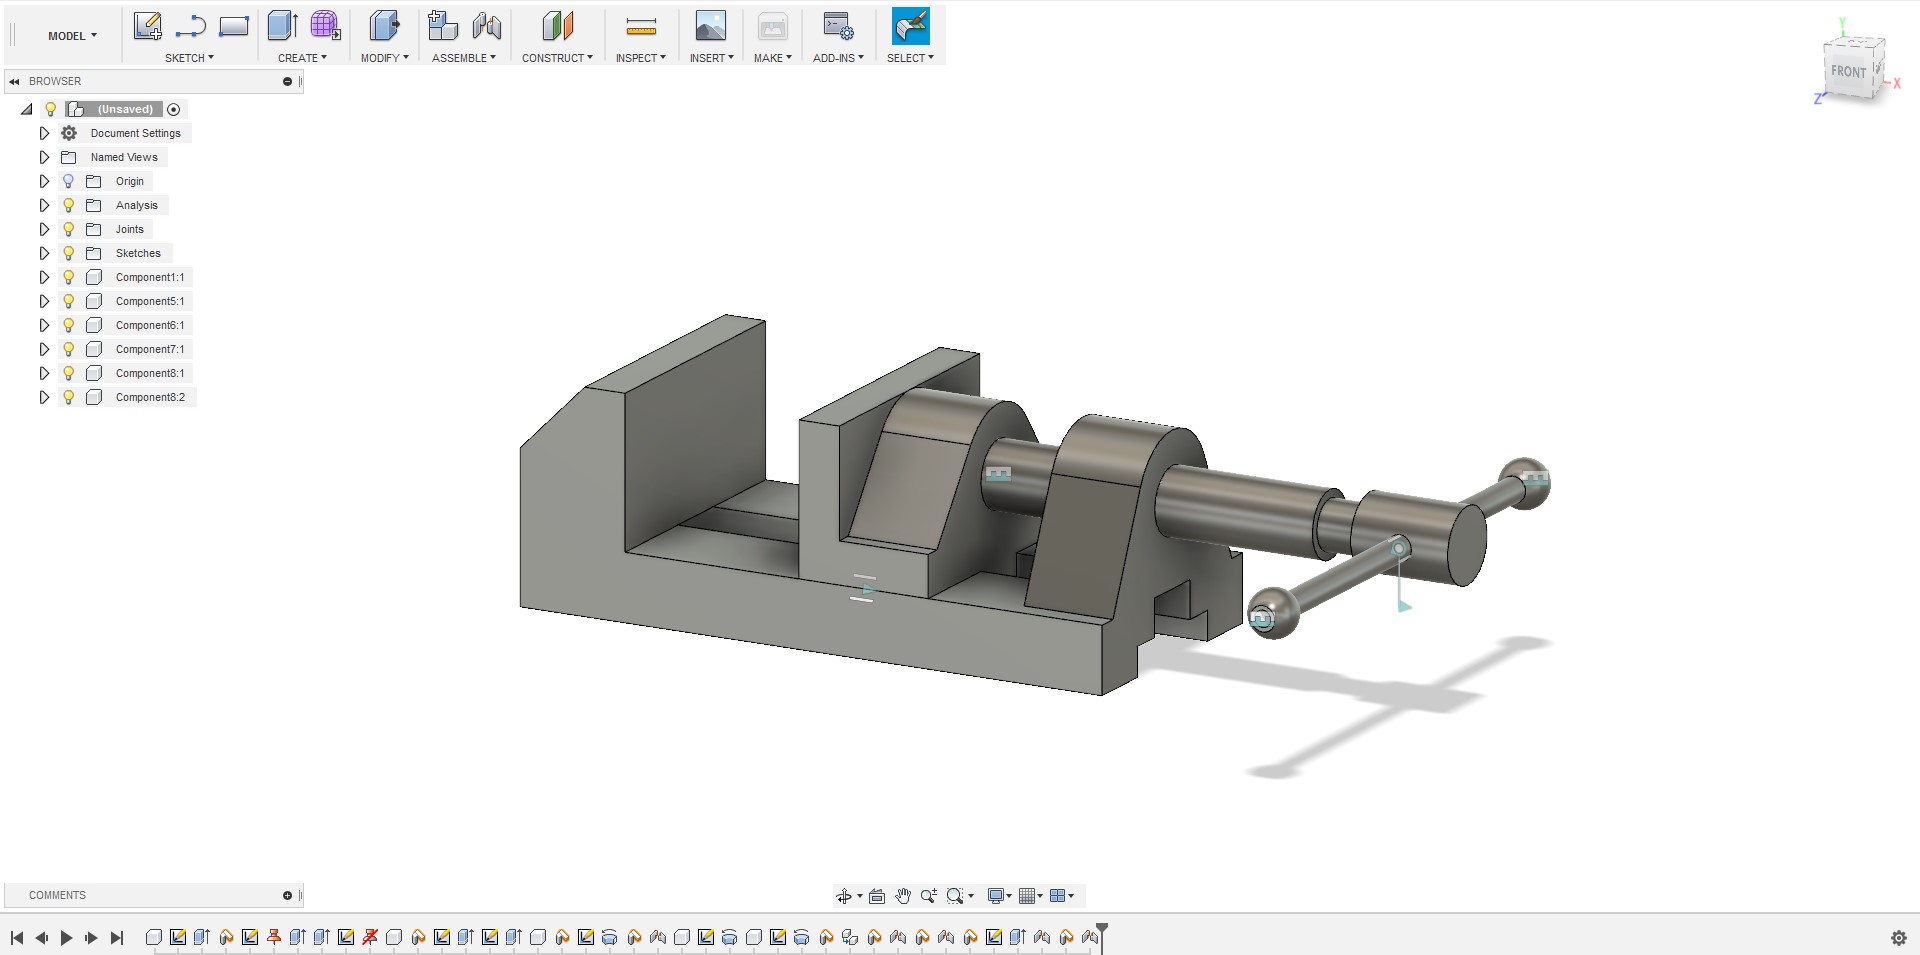 MODEL
SKETCH
CREATE
MODIFY
ASSEMBLE
CONSTRUCT
INSPECT
INSERT
MAKE
ADD-INS
SELECT
BROWSER
(Unsaved)
Document Settings
Named Views
Origin
Analysis
Joints
Sketches
Component1:1
Component5:1
Component6:1
Component7:1
Component8:1
Component8:2
Y
FRONT
X
Z
COMMENTS